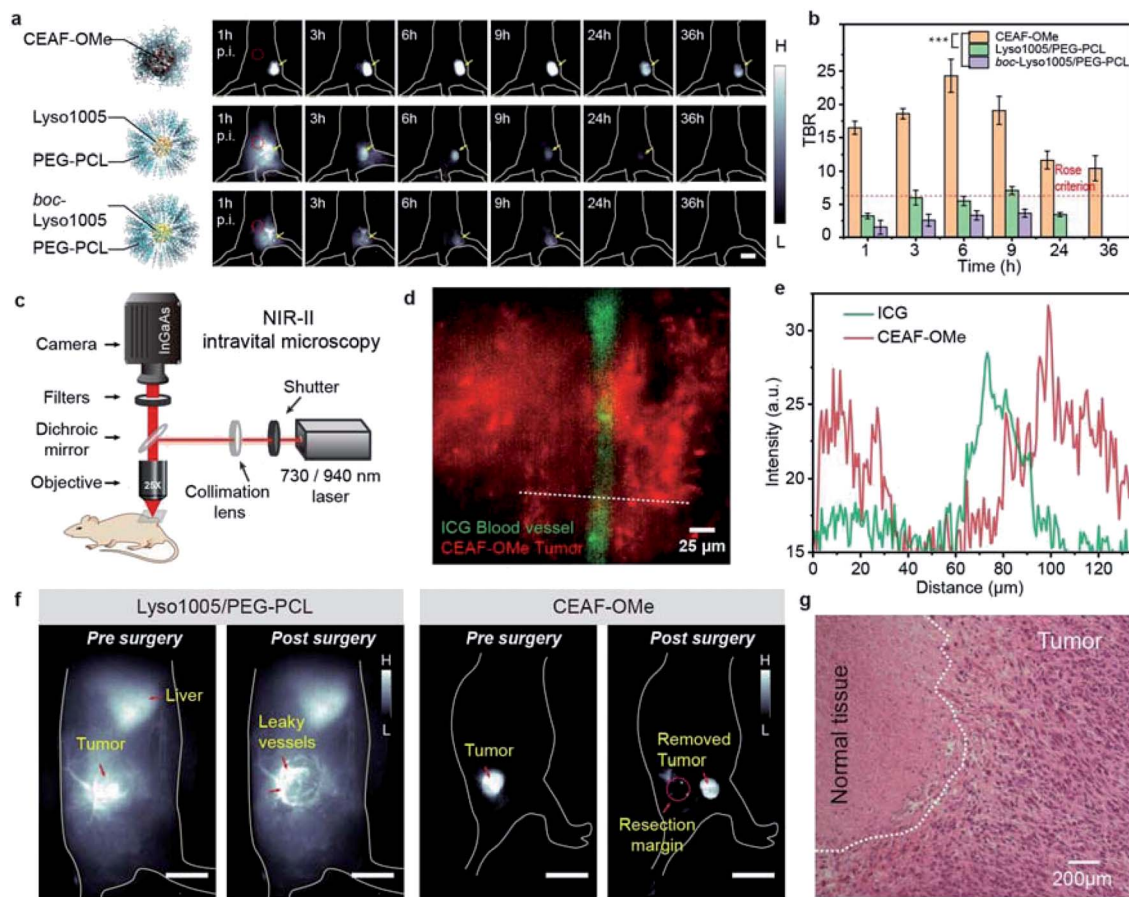 a
CEAF-OMe
1h
p.i.
3h
6h
9h
24h
36h
H
L
Lyso1005
PEG-PCL
1h
p.i.
3h
6h
9h
24h
36h
boc-
Lyso1005
PEG-PCL
1h
p.i.
3h
6h
9h
24h
36h
b
***
CEAF-OMe
Lyso1005/PEG-PCL
boc-Lyso1005/PEG-PCL
TBR
25
20
15
10
5
0
Rose
criterion
1
3
6
9
24
36
Time (h)
c
NIR-II
intravital microscopy
InGaAs
Camera
Filters
Dichroic
mirror
Objective
25X
Shutter
Collimation
lens
730 / 940 nm
laser
d
ICG Blood vessel
CEAF-OMe Tumor
25 µm
e
ICG
CEAF-OMe
Intensity (a.u.)
30
25
20
15
0
20
40
60
80
100
120
Distance (µm)
f
Lyso1005/PEG-PCL
Pre surgery
Post surgery
Liver
Tumor
Leaky
vessels
H
L
CEAF-OMe
Pre surgery
Post surgery
Tumor
Removed
Tumor
Resection
margin
H
L
g
Normal tissue
Tumor
200µm